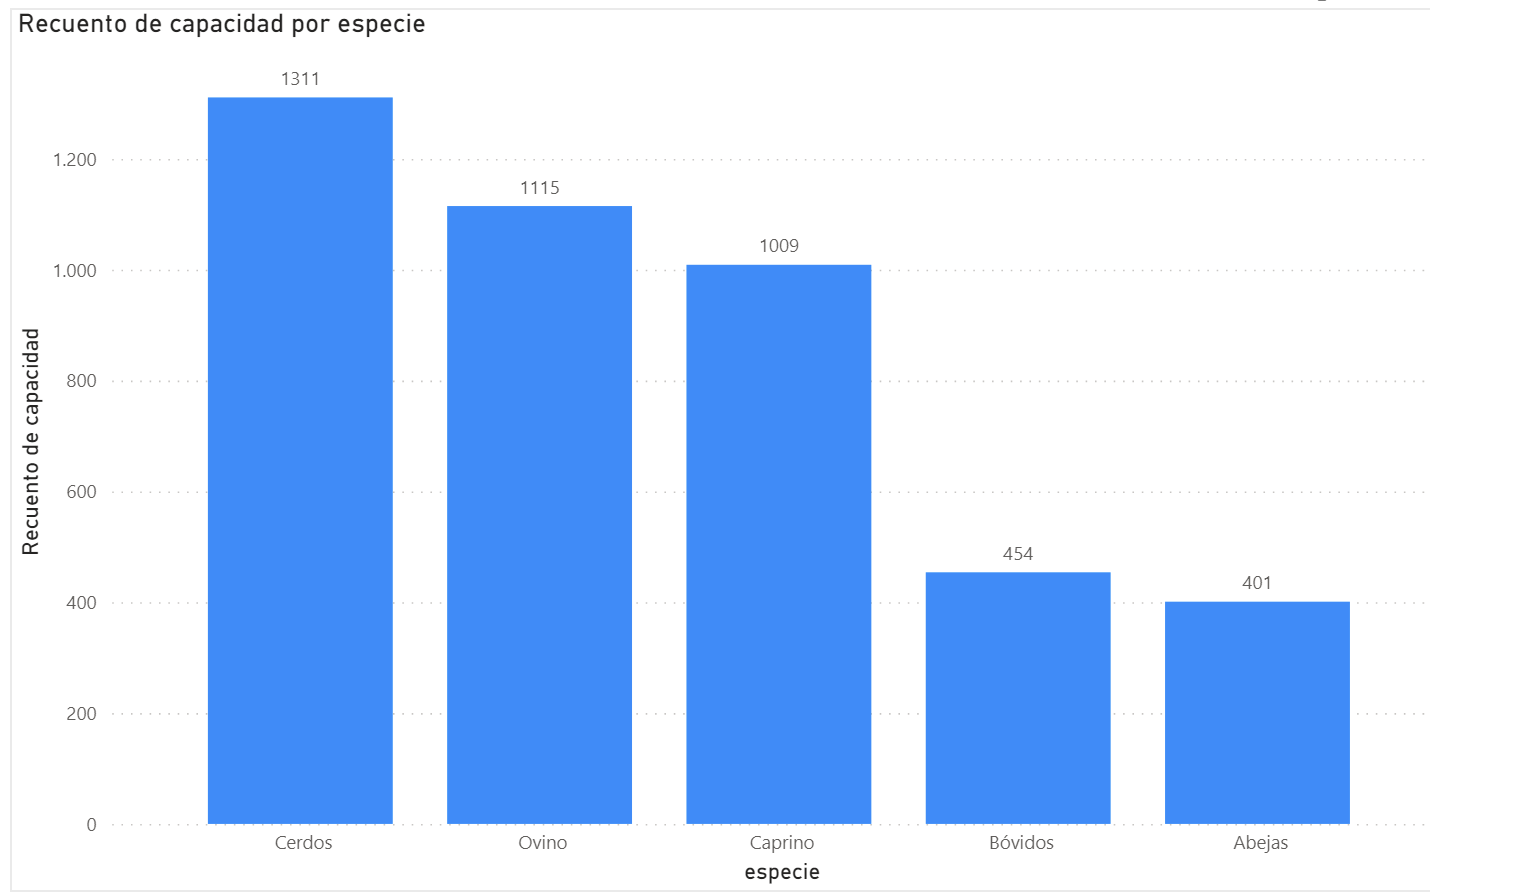 Recuento de capacidad por especie
1311
1.200
1115
1009
1.000
Recuento de capacidad
800
600
454
401
400
200
0
Cerdos
Ovino
Caprino
Bóvidos
Abejas
especie